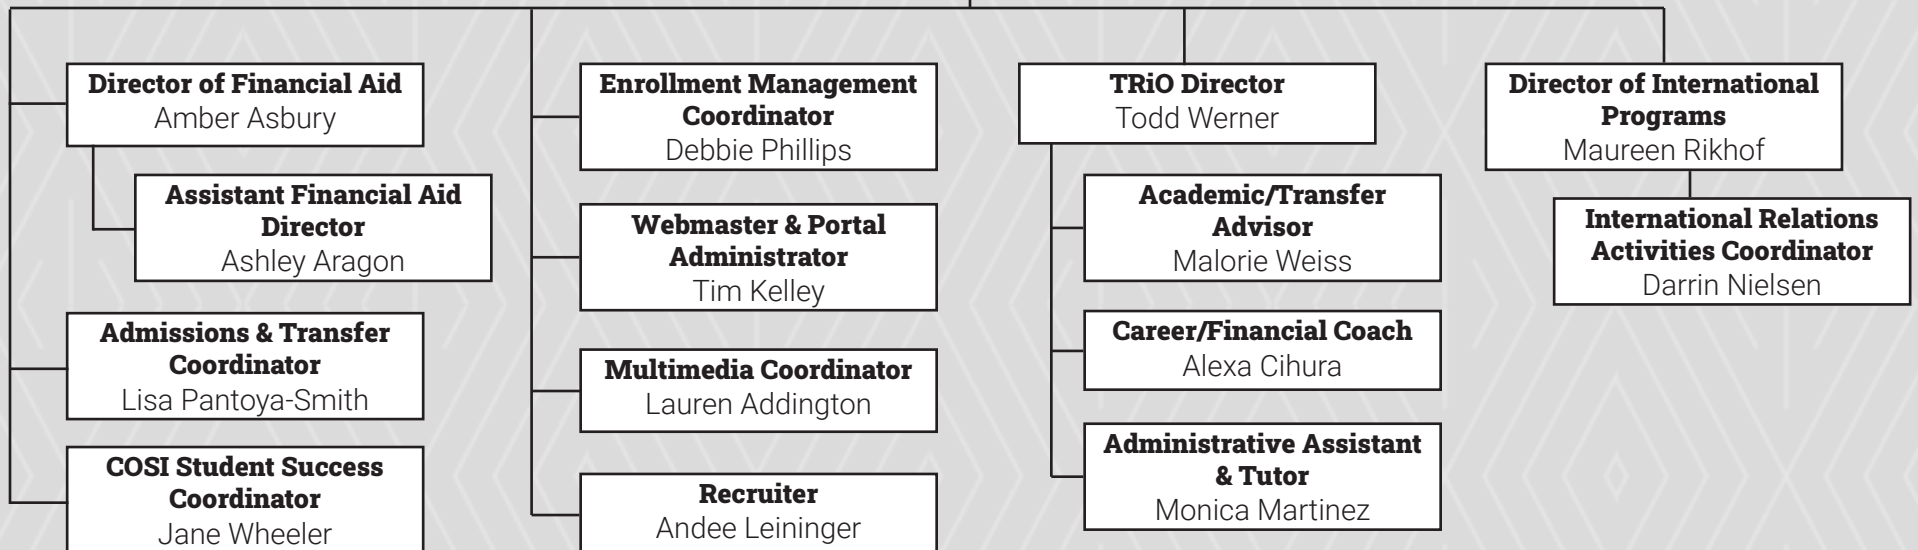 Director of Financial Aid
Amber Asbury
Assistant Financial Aid
Director
Ashley Aragon
Admissions & Transfer
Coordinator
Lisa Pantoya-Smith
COSI Student Success
Coordinator
Jane Wheeler
Enrollment Management
Coordinator
Debbie Phillips
Webmaster & Portal
Administrator
Tim Kelley
Multimedia Coordinator
Lauren Addington
Recruiter
Andee Leininger
TRiO Director
Todd Werner
Academic/Transfer
Advisor
Malorie Weiss
Career/Financial Coach
Alexa Cihura
Administrative Assistant
& Tutor
Monica Martinez
Director of International
Programs
Maureen Rikhof
International Relations
Activities Coordinator
Darrin Nielsen